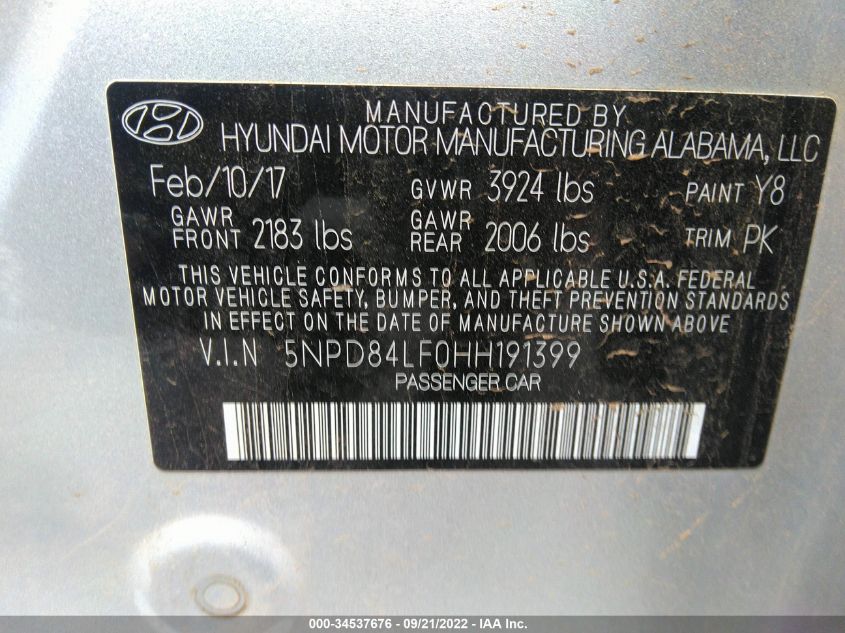 MANUFACTURED BY
HYUNDAI MOTOR MANUFACTURING ALABAMA, LLC
Feb/10/17 GVWR 3924 lbs PAINT Y8
GAWR FRONT 2183 lbs GAWR REAR 2006 lbs TRIM PK
THIS VEHICLE CONFORMS TO ALL APPLICABLE U.S.A. FEDERAL
MOTOR VEHICLE SAFETY, BUMPER, AND THEFT PREVENTION STANDARDS
IN EFFECT ON THE DATE OF MANUFACTURE SHOWN ABOVE
V.I.N 5NPD84LF0HH191399
PASSENGER CAR
000-34537676 - 09/21/2022 - IAA Inc.